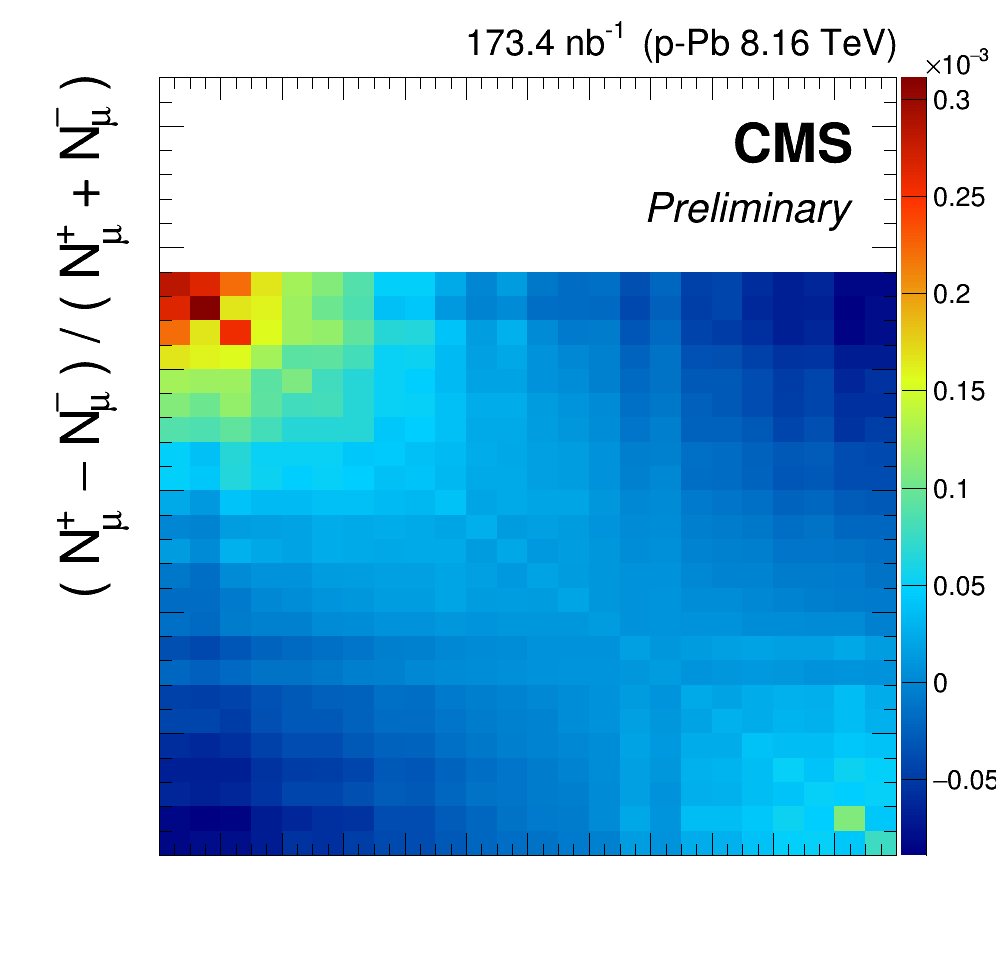 173.4 nb⁻¹ (p-Pb 8.16 TeV)
×10⁻³
CMS
Preliminary
( N⁺μ − N⁻μ ) / ( N⁺μ + N⁻μ )
0.3
0.25
0.2
0.15
0.1
0.05
0
−0.05